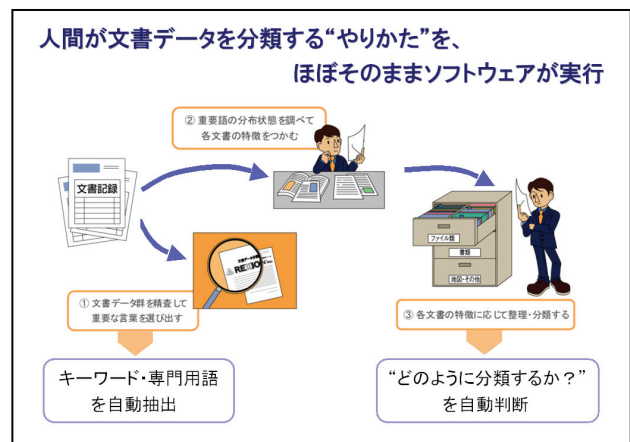 人間が文書データを分類する“やりかた”を、
ほぼそのままソフトウェアが実行
② 重要語の分布状態を調べて
各文書の特徴をつかむ
文書記録
ファイル類
書類
地図・その他
REXION
① 文書データ群を精査して
重要な言葉を選び出す
③ 各文書の特徴に応じて整理・分類する
キーワード・専門用語
を自動抽出
“どのように分類するか？”
を自動判断